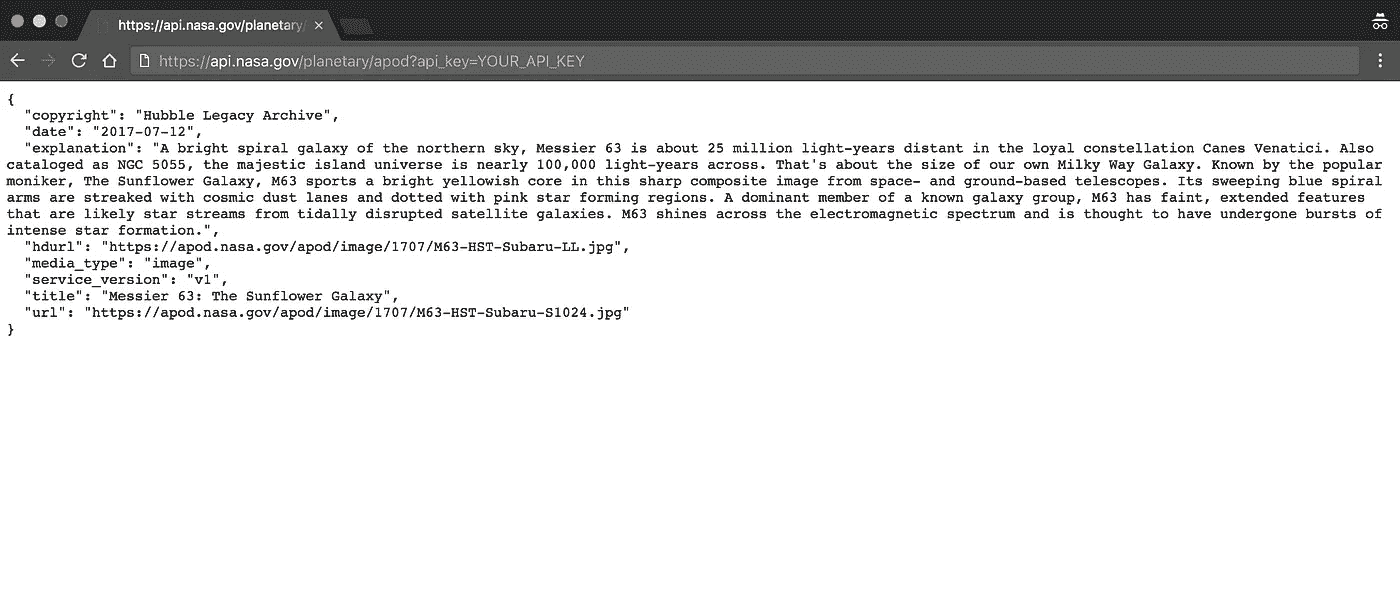 https://api.nasa.gov/planetary/
https://api.nasa.gov/planetary/apod?api_key=YOUR_API_KEY
{
  "copyright": "Hubble Legacy Archive",
  "date": "2017-07-12",
  "explanation": "A bright spiral galaxy of the northern sky, Messier 63 is about 25 million light-years distant in the loyal constellation Canes Venatici. Also
cataloged as NGC 5055, the majestic island universe is nearly 100,000 light-years across. That's about the size of our own Milky Way Galaxy. Known by the popular
moniker, The Sunflower Galaxy, M63 sports a bright yellowish core in this sharp composite image from space- and ground-based telescopes. Its sweeping blue spiral
arms are streaked with cosmic dust lanes and dotted with pink star forming regions. A dominant member of a known galaxy group, M63 has faint, extended features
that are likely star streams from tidally disrupted satellite galaxies. M63 shines across the electromagnetic spectrum and is thought to have undergone bursts of
intense star formation.",
  "hdurl": "https://apod.nasa.gov/apod/image/1707/M63-HST-Subaru-LL.jpg",
  "media_type": "image",
  "service_version": "v1",
  "title": "Messier 63: The Sunflower Galaxy",
  "url": "https://apod.nasa.gov/apod/image/1707/M63-HST-Subaru-S1024.jpg"
}